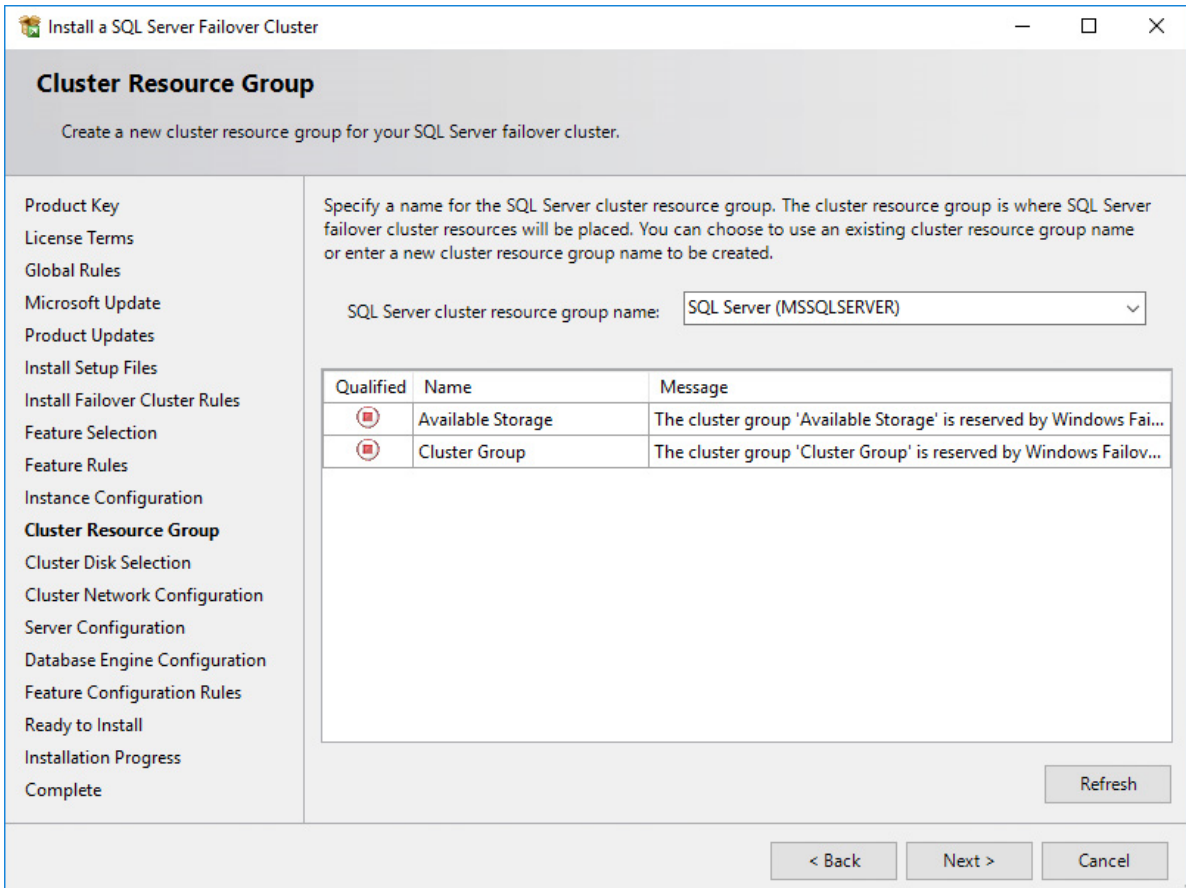 Install a SQL Server Failover Cluster
Cluster Resource Group
Create a new cluster resource group for your SQL Server failover cluster.
Product Key
License Terms
Global Rules
Microsoft Update
Product Updates
Install Setup Files
Install Failover Cluster Rules
Feature Selection
Feature Rules
Instance Configuration
Cluster Resource Group
Cluster Disk Selection
Cluster Network Configuration
Server Configuration
Database Engine Configuration
Feature Configuration Rules
Ready to Install
Installation Progress
Complete
Specify a name for the SQL Server cluster resource group. The cluster resource group is where SQL Server
failover cluster resources will be placed. You can choose to use an existing cluster resource group name
or enter a new cluster resource group name to be created.
SQL Server cluster resource group name: SQL Server (MSSQLSERVER)
Qualified Name Message
Available Storage The cluster group 'Available Storage' is reserved by Windows Fai...
Cluster Group The cluster group 'Cluster Group' is reserved by Windows Failov...
Refresh
< Back Next > Cancel